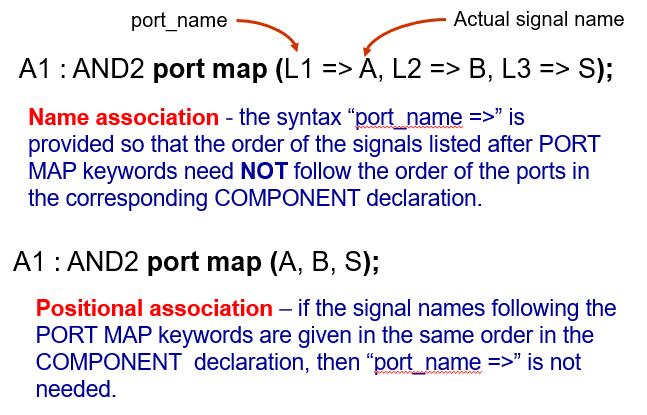 port_name Actual signal name
A1 : AND2 port map (L1 => A, L2 => B, L3 => S);
Name association - the syntax “port_name =>” is
provided so that the order of the signals listed after PORT
MAP keywords need NOT follow the order of the ports in
the corresponding COMPONENT declaration.
A1 : AND2 port map (A, B, S);
Positional association – if the signal names following the
PORT MAP keywords are given in the same order in the
COMPONENT declaration, then “port_name =>” is not
needed.